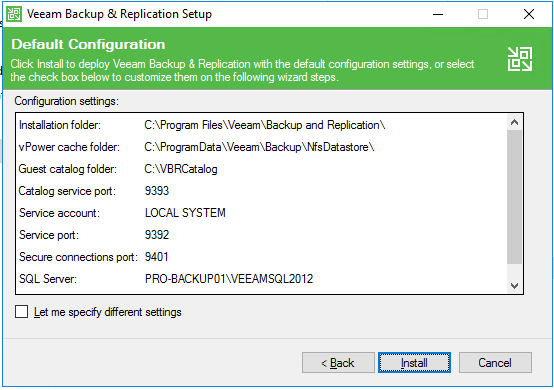 Veeam Backup & Replication Setup
Default Configuration
Click Install to deploy Veeam Backup & Replication with the default configuration settings, or select
the check box below to customize them on the following wizard steps.
Configuration settings:
Installation folder: C:\Program Files\Veeam\Backup and Replication\
vPower cache folder: C:\ProgramData\Veeam\Backup\NfsDatastore\
Guest catalog folder: C:\VBRCatalog
Catalog service port: 9393
Service account: LOCAL SYSTEM
Service port: 9392
Secure connections port: 9401
SQL Server: PRO-BACKUP01\VEEAMSQL2012
Let me specify different settings
< Back Install Cancel